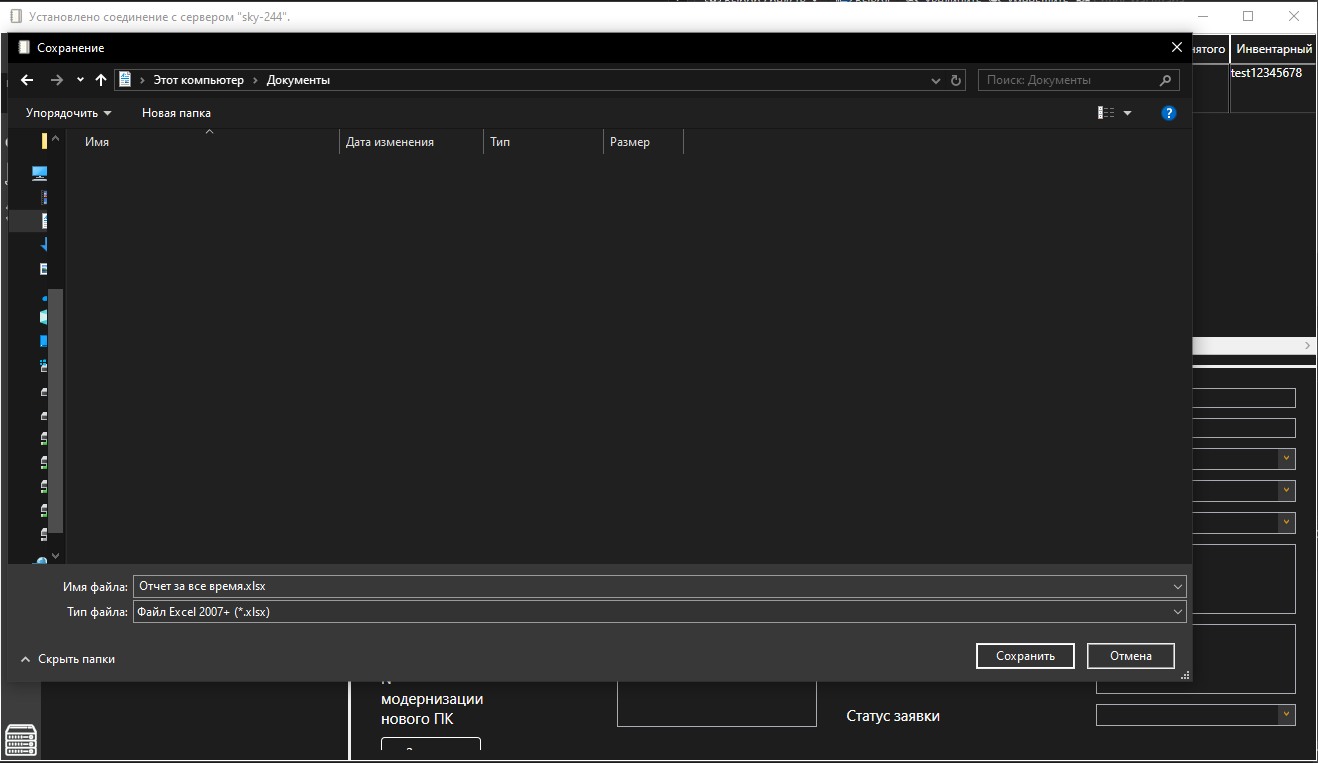 Установлено соединение с сервером "sky-244".
Сохранение
Этот компьютер > Документы
Поиск: Документы
Упорядочить
Новая папка
Имя
Дата изменения
Тип
Размер
Инвентарный
test12345678
Имя файла:
Отчет за все время.xlsx
Тип файла:
Файл Excel 2007+ (*.xlsx)
Скрыть папки
Сохранить
Отмена
модернизации
нового ПК
Статус заявки